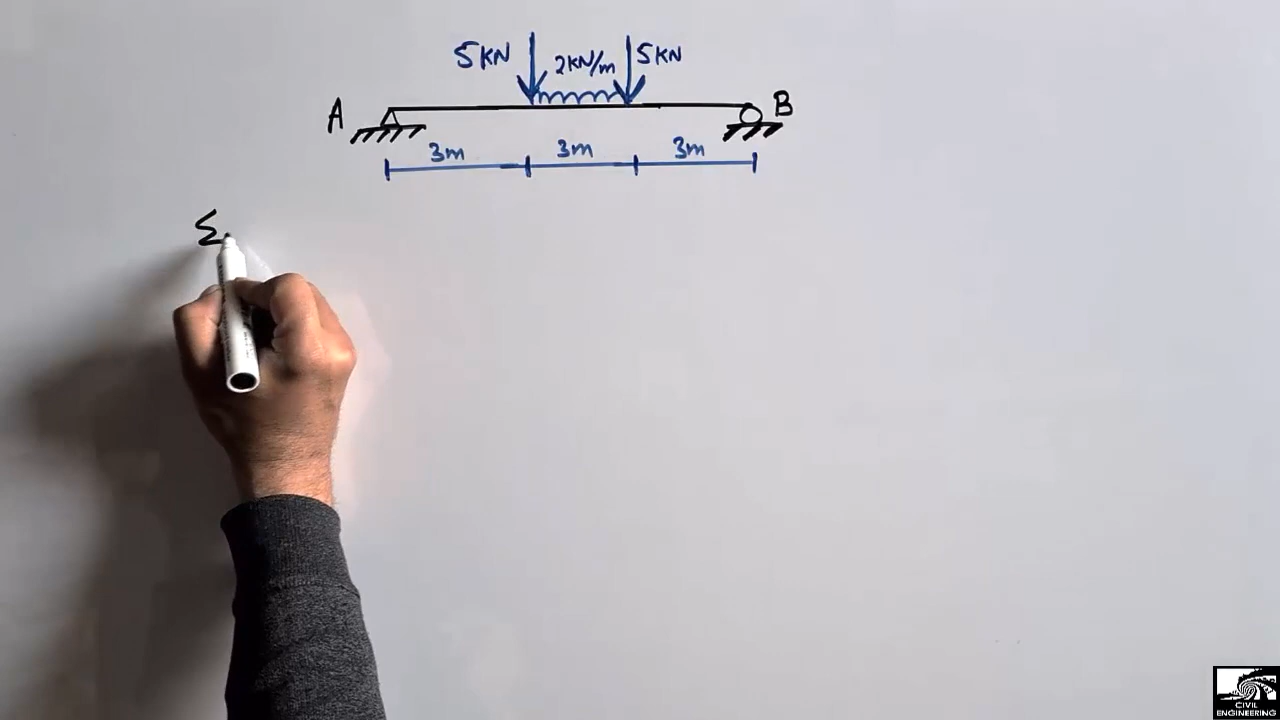 5KN 2KN/m 5KN
A B
3m 3m 3m
Σ
CIVIL
ENGINEERING